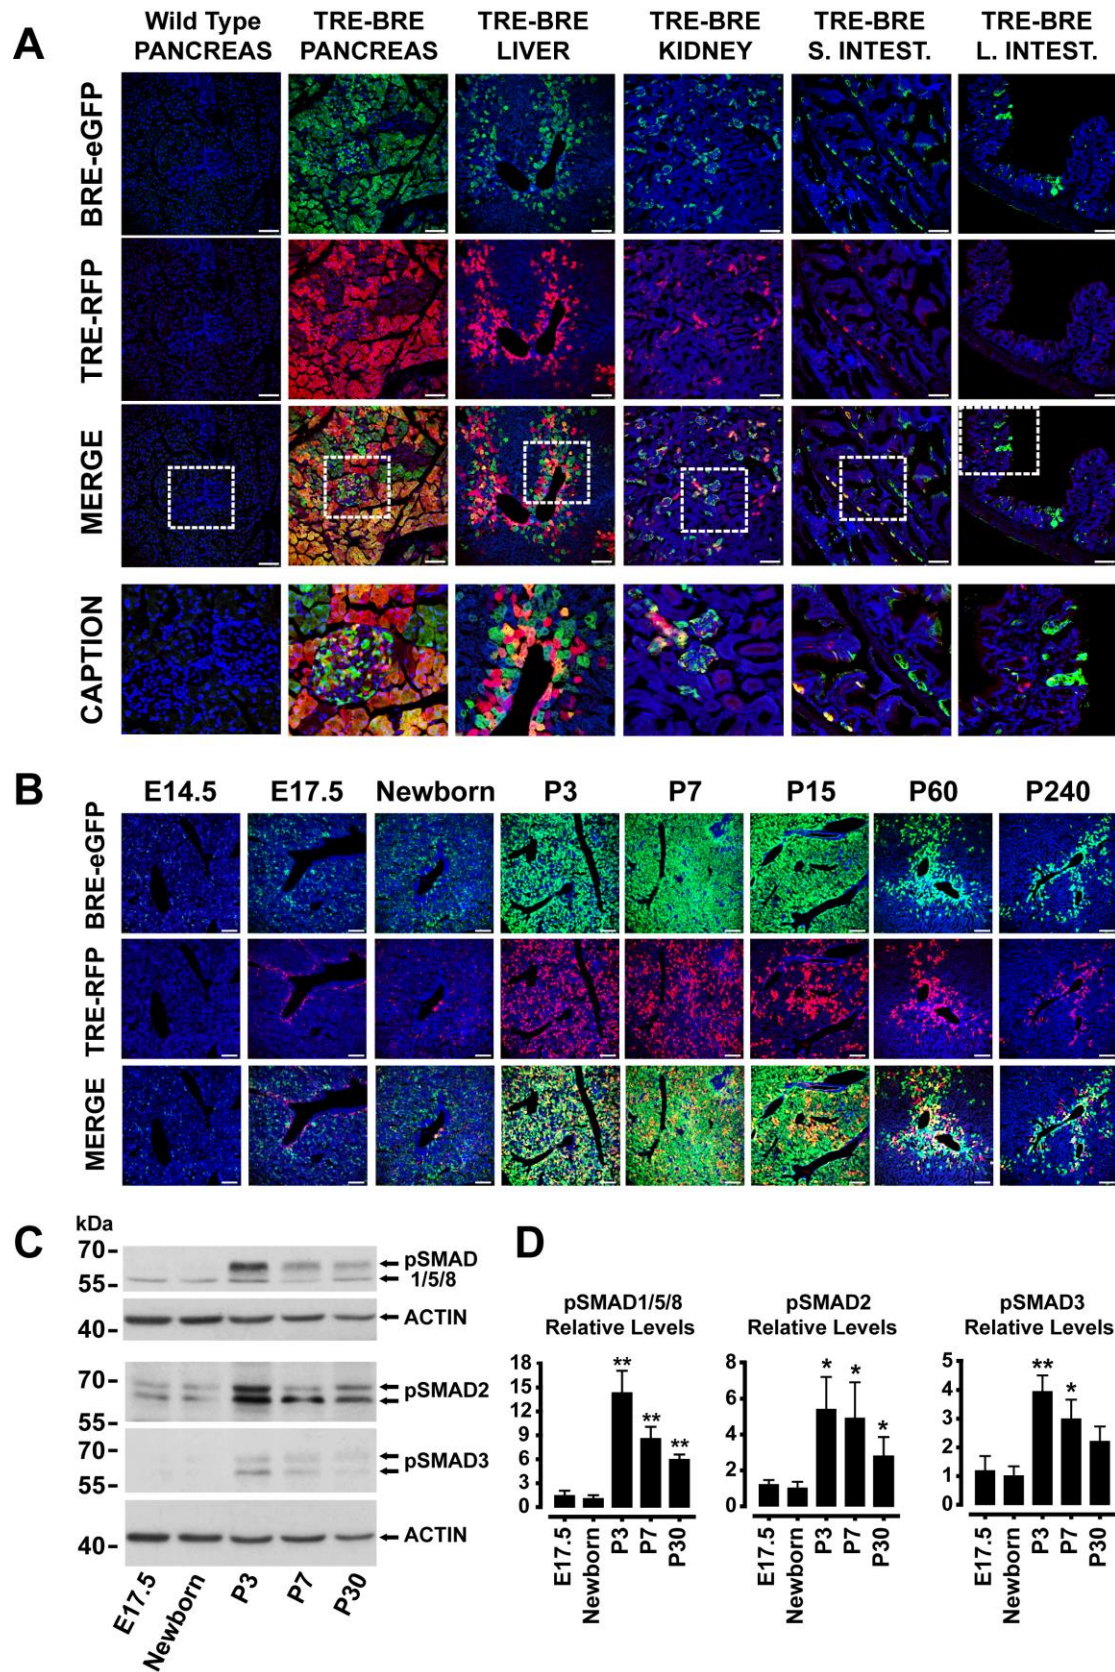 A
Wild Type
PANCREAS
TRE-BRE
PANCREAS
TRE-BRE
LIVER
TRE-BRE
KIDNEY
TRE-BRE
S. INTEST.
TRE-BRE
L. INTEST.
BRE-eGFP
TRE-RFP
MERGE
CAPTION
B
E14.5
E17.5
Newborn
P3
P7
P15
P60
P240
BRE-eGFP
TRE-RFP
MERGE
C
kDa
70
55
pSMAD
1/5/8
40
ACTIN
70
55
pSMAD2
70
55
pSMAD3
40
ACTIN
E17.5
Newborn
P3
P7
P30
D
pSMAD1/5/8
Relative Levels
18
15
12
9
6
3
0
**
**
**
E17.5
Newborn
P3
P7
P30
pSMAD2
Relative Levels
8
6
4
2
0
*
*
*
E17.5
Newborn
P3
P7
P30
pSMAD3
Relative Levels
5
4
3
2
1
0
**
*
E17.5
Newborn
P3
P7
P30